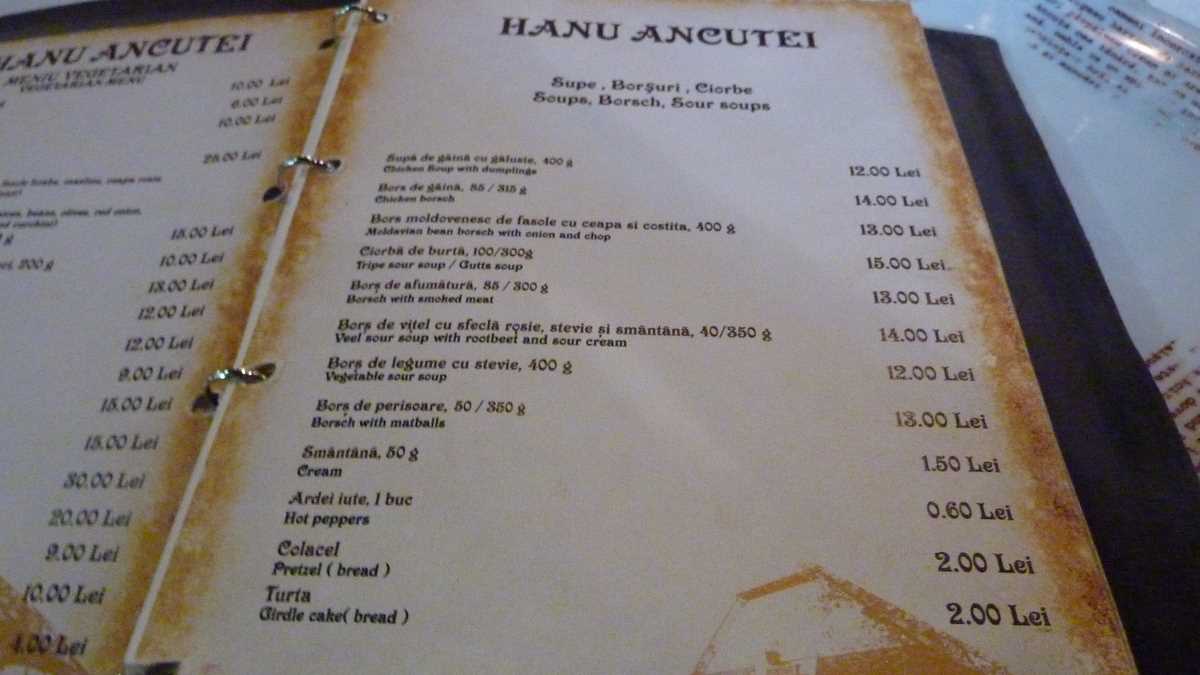 HANU ANCUTEI
MENIU VEGETARIAN
VEGETARIAN MENU
10.00 Lei
6.00 Lei
10.00 Lei
25.00 Lei
15.00 Lei
200 g
10.00 Lei
13.00 Lei
12.00 Lei
12.00 Lei
9.00 Lei
15.00 Lei
15.00 Lei
30.00 Lei
20.00 Lei
9.00 Lei
10.00 Lei
4.00 Lei
HANU ANCUTEI
Supe , Borşuri , Ciorbe
Soups, Borsch, Sour soups
Supă de găină cu găluste, 400 g 12.00 Lei
Chicken Soup with dumplings
Bors de găină, 85 / 315 g 14.00 Lei
Chicken borsch
Bors moldovenesc de fasole cu ceapa si costita, 400 g 13.00 Lei
Moldavian bean borsch with onion and chop
Ciorbă de burtă, 100/300g 15.00 Lei
Tripe sour soup / Gutts soup
Borş de afumătură, 85 / 300 g 13.00 Lei
Borsch with smoked meat
Borş de viţel cu sfeclă roşie, stevie şi smântână, 40/350 g 14.00 Lei
Veel sour soup with rootbeet and sour cream
Borş de legume cu stevie, 400 g 12.00 Lei
Vegetable sour soup
Borş de perisoare, 50 / 350 g 13.00 Lei
Borsch with matballs
Smântână, 50 g 1.50 Lei
Cream
Ardei iute, 1 buc 0.60 Lei
Hot peppers
Colacel 2.00 Lei
Pretzel ( bread )
Turta 2.00 Lei
Girdle cake( bread )